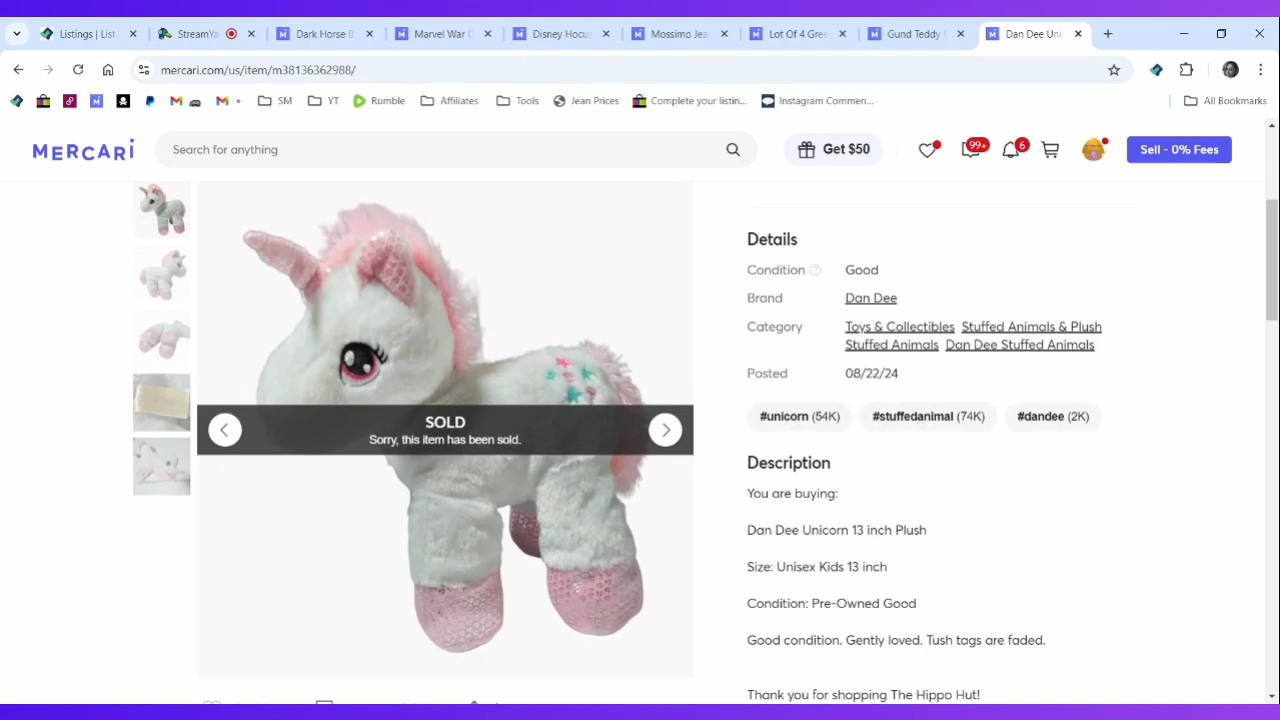 Listings | List
StreamYa
Dark Horse B
Marvel War C
Disney Hocus
Mossimo Jea
Lot Of 4 Gree
Gund Teddy
Dan Dee Uni
mercari.com/us/item/m38136362988/
SM
YT
Rumble
Affiliates
Tools
Jean Prices
Complete your listin...
Instagram Commen...
All Bookmarks
MERCARI
Search for anything
Get $50
99+
6
Sell - 0% Fees
Details
Condition
Good
Brand
Dan Dee
Category
Toys & Collectibles Stuffed Animals & Plush
Stuffed Animals Dan Dee Stuffed Animals
Posted
08/22/24
#unicorn (54K)
#stuffedanimal (74K)
#dandee (2K)
SOLD
Sorry, this item has been sold.
Description
You are buying:
Dan Dee Unicorn 13 inch Plush
Size: Unisex Kids 13 inch
Condition: Pre-Owned Good
Good condition. Gently loved. Tush tags are faded.
Thank you for shopping The Hippo Hut!